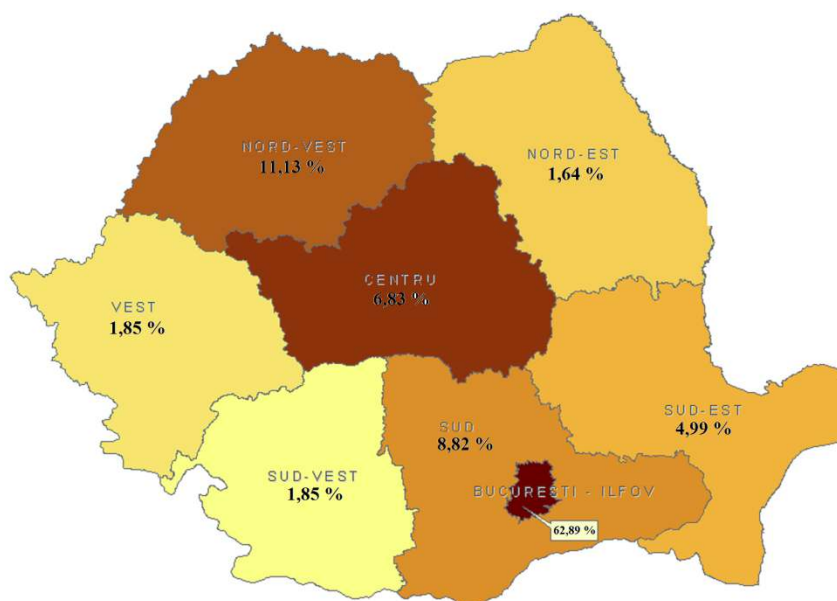 NORD-VEST
11,13 %
NORD-EST
1,64 %
CENTRU
6,83 %
VEST
1,85 %
SUD-EST
4,99 %
SUD
8,82 %
SUD-VEST
1,85 %
BUCURESTI - ILFOV
62,89 %